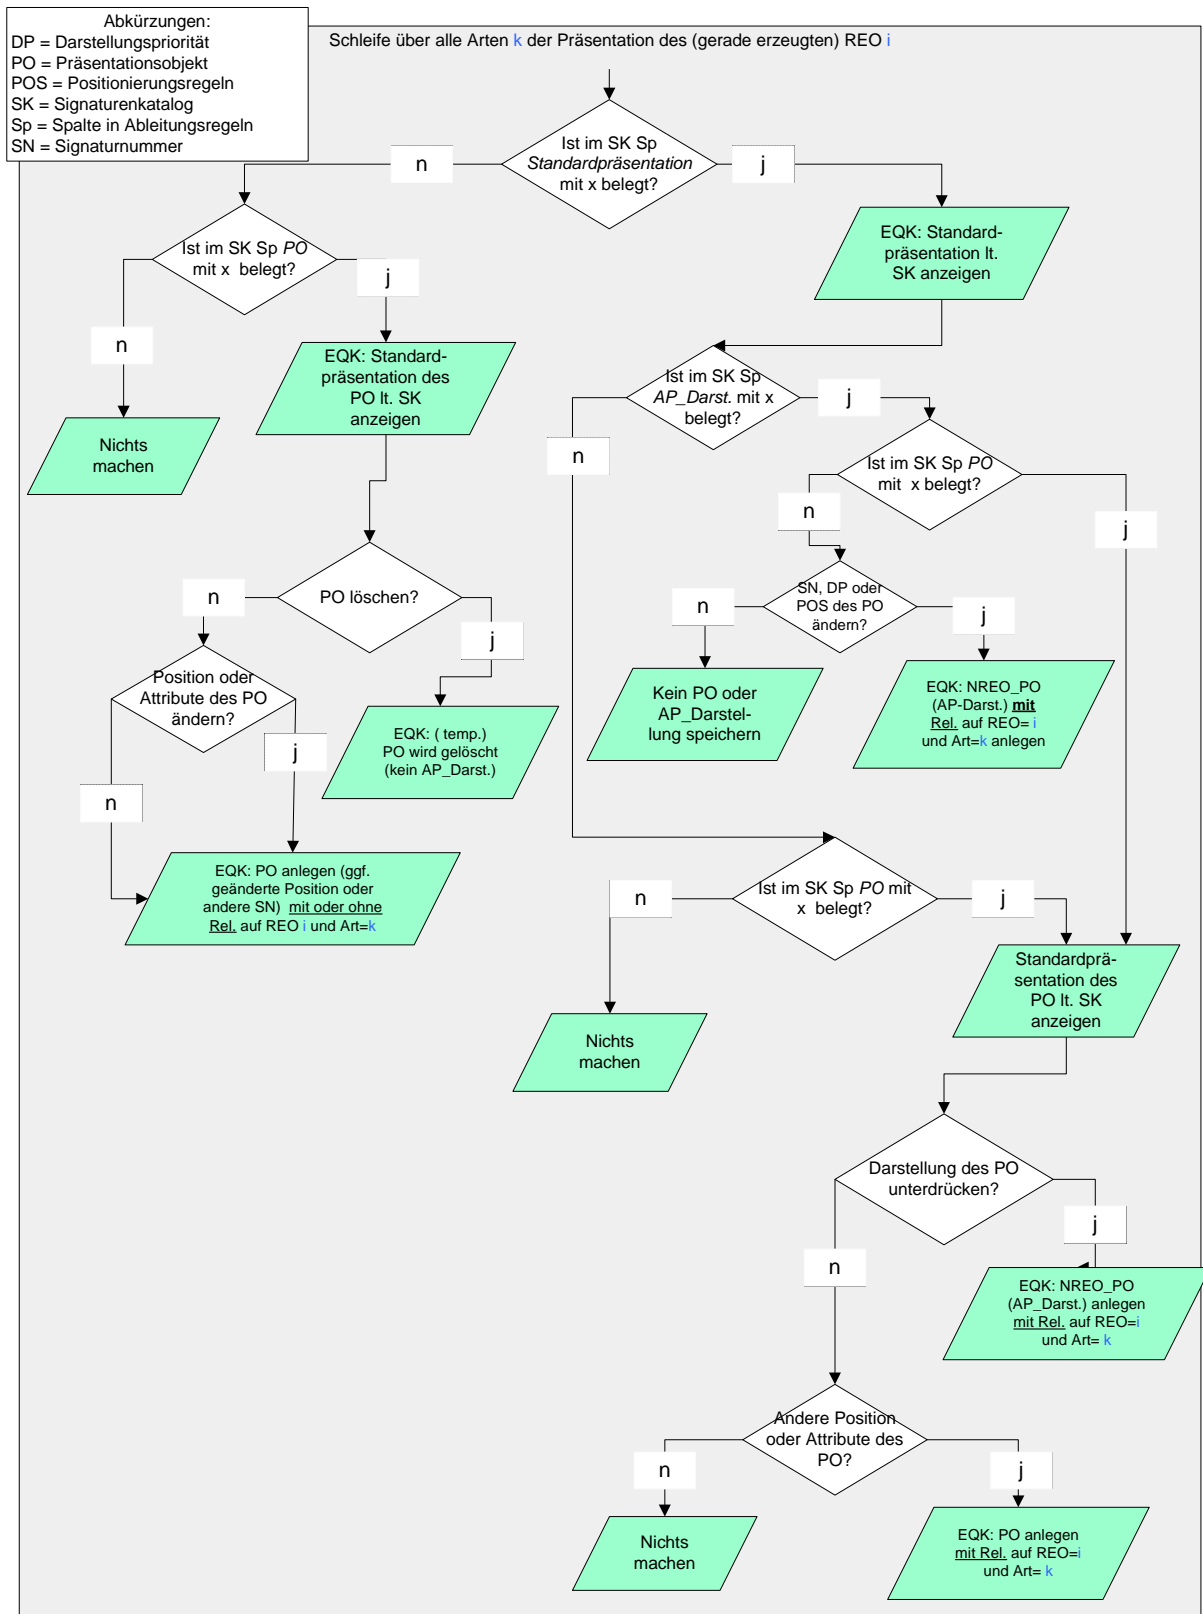 Abkürzungen:
DP = Darstellungspriorität
PO = Präsentationsobjekt
POS = Positionierungsregeln
SK = Signaturenkatalog
Sp = Spalte in Ableitungsregeln
SN = Signaturnummer
Schleife über alle Arten k der Präsentation des (gerade erzeugten) REO i
Ist im SK Sp
Standardpräsentation
mit x belegt?
n
j
Ist im SK Sp PO
mit x belegt?
n
j
Nichts
machen
EQK: Standard-
präsentation des
PO lt. SK
anzeigen
PO löschen?
n
j
Position oder
Attribute des PO
ändern?
n
j
EQK: ( temp.)
PO wird gelöscht
(kein AP_Darst.)
EQK: PO anlegen (ggf.
geänderte Position oder
andere SN) mit oder ohne
Rel. auf REO i und Art=k
EQK: Standard-
präsentation lt.
SK anzeigen
Ist im SK Sp
AP_Darst. mit x
belegt?
n
j
Ist im SK Sp PO
mit x belegt?
n
j
SN, DP oder
POS des PO
ändern?
n
j
Kein PO oder
AP_Darstel-
lung speichern
EQK: NREO_PO
(AP-Darst.) mit
Rel. auf REO= i
und Art=k anlegen
Ist im SK Sp PO mit
x belegt?
n
j
Nichts
machen
Standardprä-
sentation des
PO lt. SK
anzeigen
Darstellung des PO
unterdrücken?
n
j
EQK: NREO_PO
(AP_Darst.) anlegen
mit Rel. auf REO=i
und Art= k
Andere Position
oder Attribute des
PO?
n
j
Nichts
machen
EQK: PO anlegen
mit Rel. auf REO=i
und Art= k